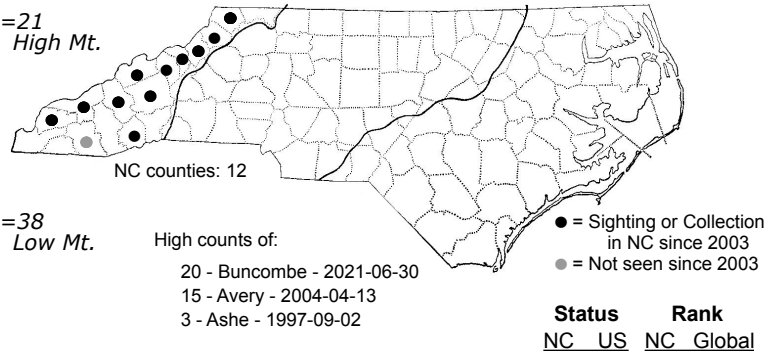 =21
High Mt.
NC counties: 12
=38
Low Mt.
High counts of:
20 - Buncombe - 2021-06-30
15 - Avery - 2004-04-13
3 - Ashe - 1997-09-02
● = Sighting or Collection
in NC since 2003
● = Not seen since 2003
Status Rank
NC US NC Global